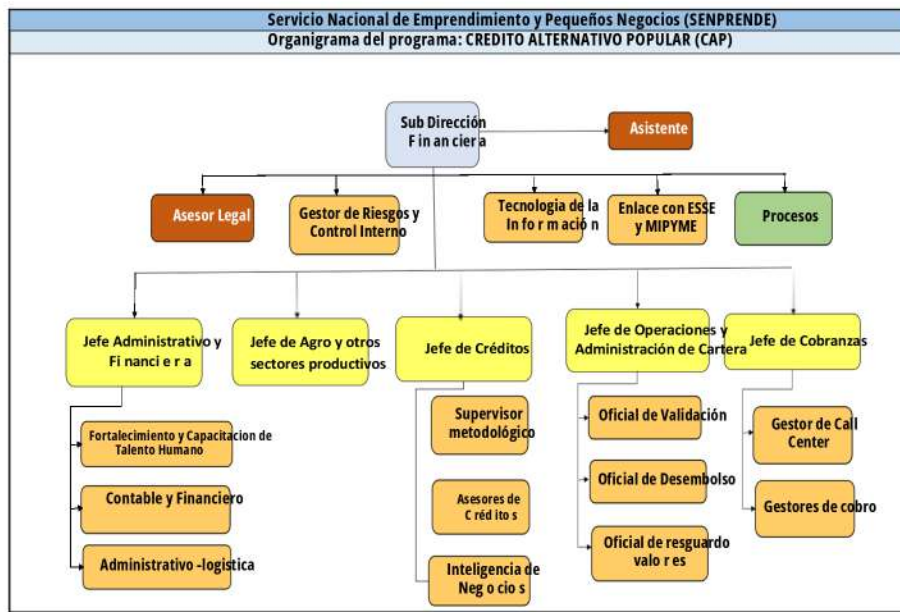 Servicio Nacional de Emprendimiento y Pequeños Negocios (SENPRENDE)
Organigrama del programa: CREDITO ALTERNATIVO POPULAR (CAP)
Sub Dirección
Financiera
Asistente
Asesor Legal
Gestor de Riesgos y
Control Interno
Tecnologia de la
Información
Enlace con ESSE
y MIPYME
Procesos
Jefe Administrativo y
Financiera
Jefe de Agro y otros
sectores productivos
Jefe de Créditos
Jefe de Operaciones y
Administración de Cartera
Jefe de Cobranzas
Fortalecimiento y Capacitacion de
Talento Humano
Contable y Financiero
Administrativo -logística
Supervisor
metodológico
Asesores de
Créditos
Inteligencia de
Negocios
Oficial de Validación
Oficial de Desembolso
Oficial de resguardo
valores
Gestor de Call
Center
Gestores de cobro